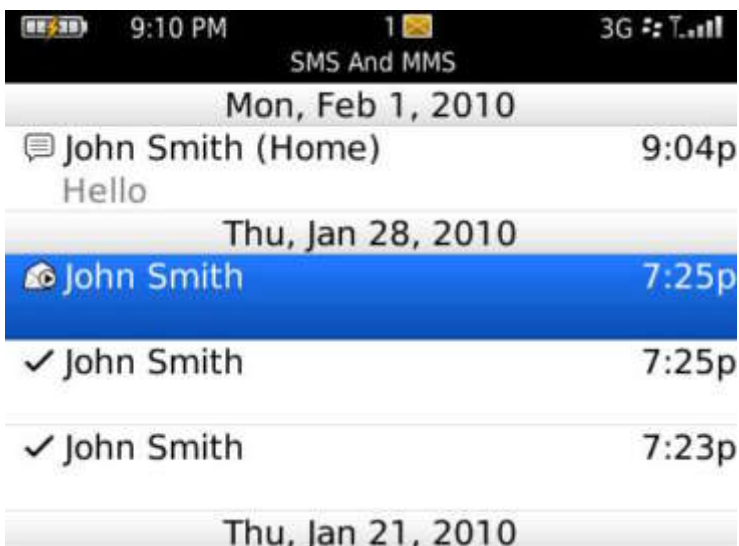 9:10 PM 1 3G
SMS And MMS
Mon, Feb 1, 2010
John Smith (Home) 9:04p
Hello
Thu, Jan 28, 2010
John Smith 7:25p
John Smith 7:25p
John Smith 7:23p
Thu, Jan 21, 2010